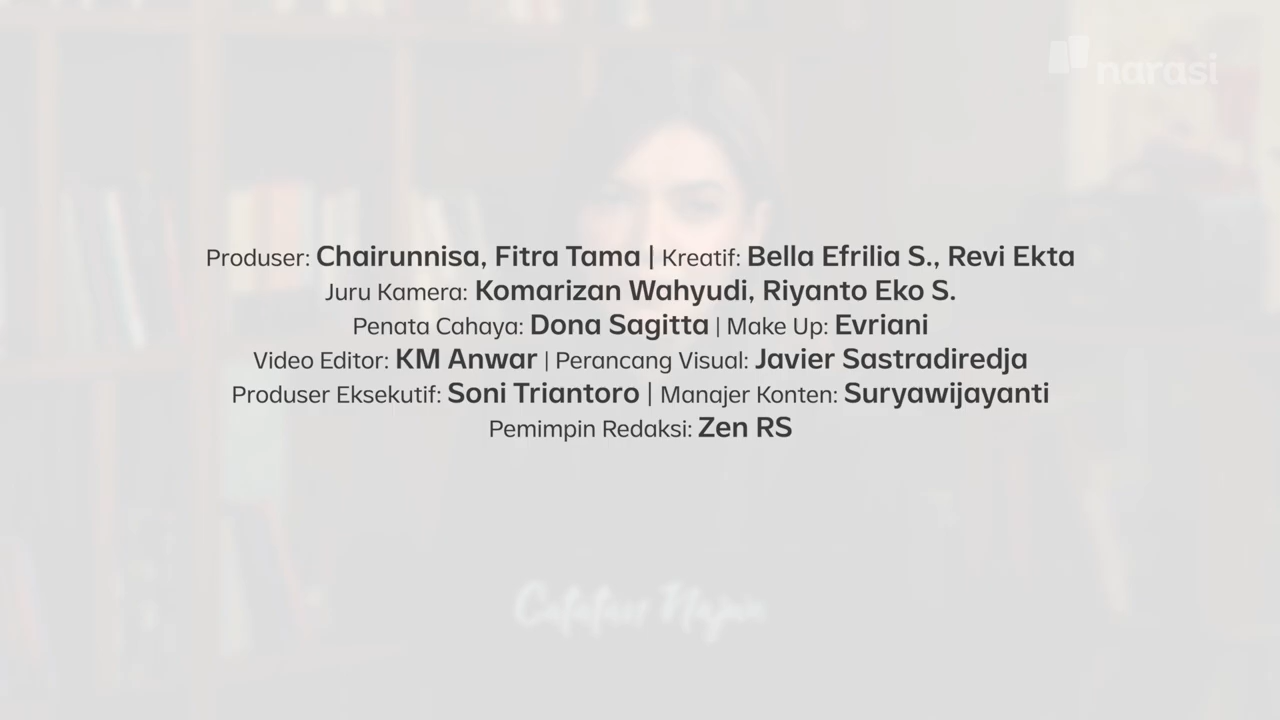 narasi
Produser: Chairunnisa, Fitra Tama | Kreatif: Bella Efrilia S., Revi Ekta
Juru Kamera: Komarizan Wahyudi, Riyanto Eko S.
Penata Cahaya: Dona Sagitta | Make Up: Evriani
Video Editor: KM Anwar | Perancang Visual: Javier Sastradiredja
Produser Eksekutif: Soni Triantoro | Manajer Konten: Suryawijayanti
Pemimpin Redaksi: Zen RS
Catatan